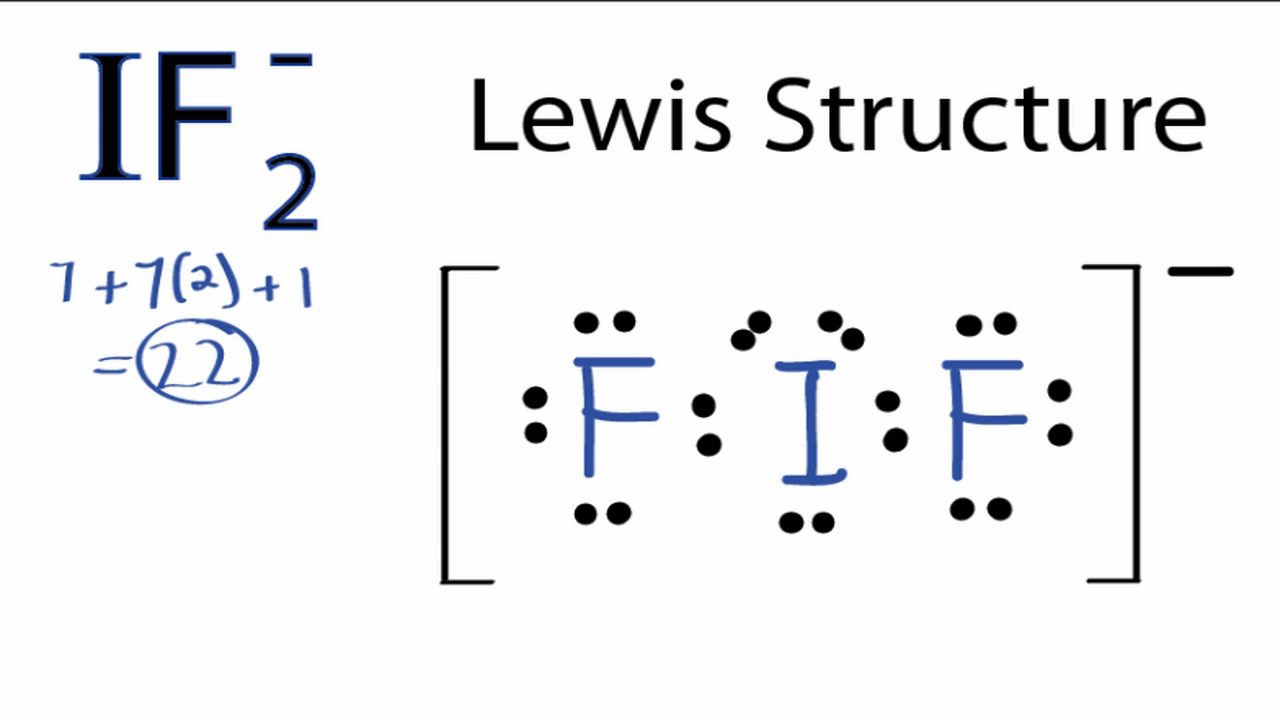 IF₂⁻ Lewis Structure
7+7(2)+1
=22
[F I F]⁻